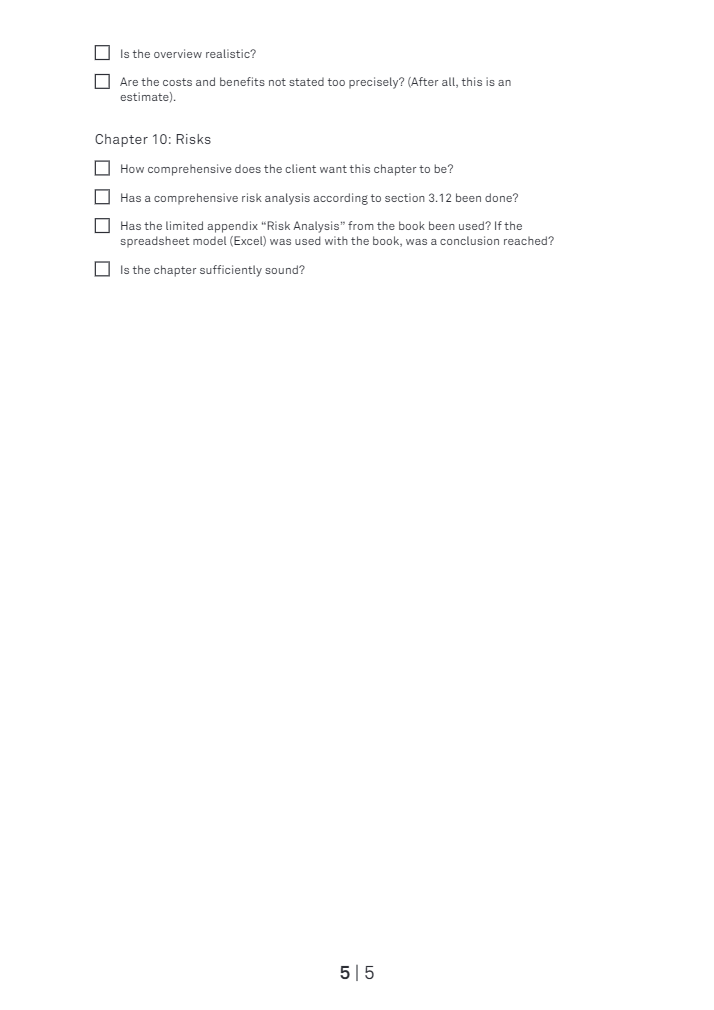 Is the overview realistic?
Are the costs and benefits not stated too precisely? (After all, this is an
estimate).
Chapter 10: Risks
How comprehensive does the client want this chapter to be?
Has a comprehensive risk analysis according to section 3.12 been done?
Has the limited appendix “Risk Analysis” from the book been used? If the
spreadsheet model (Excel) was used with the book, was a conclusion reached?
Is the chapter sufficiently sound?
5 | 5